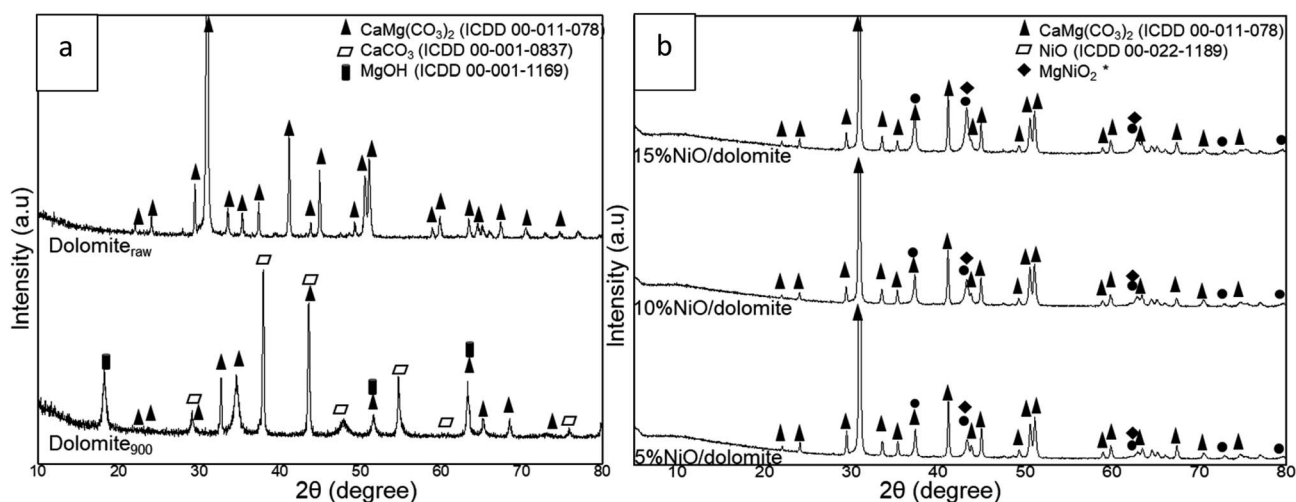 a
CaMg(CO₃)₂ (ICDD 00-011-078)
CaCO₃ (ICDD 00-001-0837)
MgOH (ICDD 00-001-1169)
Intensity (a.u)
Dolomite_raw
Dolomite₉₀₀
10 20 30 40 50 60 70 80
2θ (degree)
b
CaMg(CO₃)₂ (ICDD 00-011-078)
NiO (ICDD 00-022-1189)
MgNiO₂ *
Intensity (a.u)
15%NiO/dolomite
10%NiO/dolomite
5%NiO/dolomite
10 20 30 40 50 60 70 80
2θ (degree)